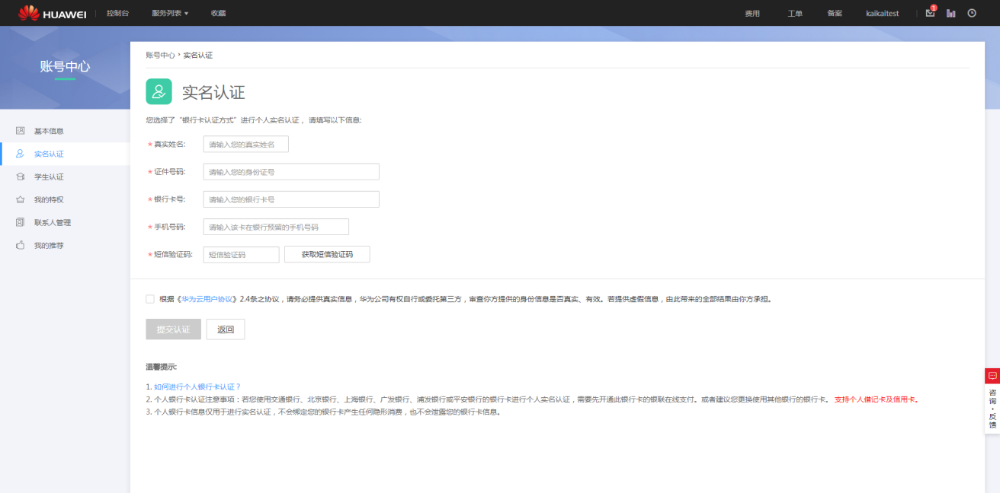 HUAWEI 控制台 服务列表 收藏 费用 工单 备案 kaikaitest 1
账号中心
基本信息
实名认证
学生认证
我的特权
联系人管理
我的推荐
账号中心 › 实名认证
实名认证
您选择了“银行卡认证方式”进行个人实名认证，请填写以下信息:
* 真实姓名: 请输入您的真实姓名
* 证件号码: 请输入您的身份证号
* 银行卡号: 请输入您的银行卡号
* 手机号码: 请输入该卡在银行预留的手机号码
* 短信验证码: 短信验证码 获取短信验证码
根据《华为云用户协议》2.4条之协议，请务必提供真实信息，华为公司有权自行或委托第三方，审查你方提供的身份信息是否真实、有效。若提供虚假信息，由此带来的全部结果由你方承担。
提交认证 返回
温馨提示:
1. 如何进行个人银行卡认证？
2. 个人银行卡认证注意事项：若您使用交通银行、北京银行、上海银行、广发银行、浦发银行或平安银行的银行卡进行个人实名认证，需要先开通此银行卡的银联在线支付。或者建议您更换使用其他银行的银行卡。 支持个人借记卡及信用卡。
3. 个人银行卡信息仅用于进行实名认证，不会绑定您的银行卡产生任何隐形消费，也不会泄露您的银行卡信息。
咨询·反馈